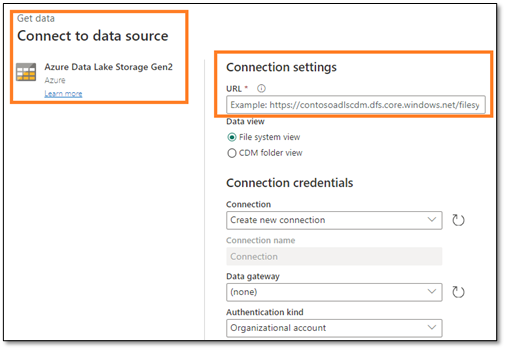 Get data
Connect to data source
Azure Data Lake Storage Gen2
Azure
Learn more
Connection settings
URL *
Example: https://contosoadlscdm.dfs.core.windows.net/filesy
Data view
File system view
CDM folder view
Connection credentials
Connection
Create new connection
Connection name
Connection
Data gateway
(none)
Authentication kind
Organizational account